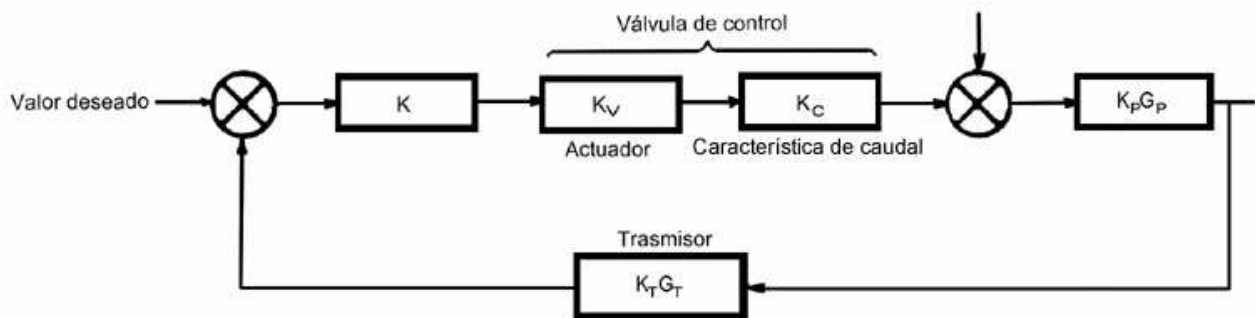 Válvula de control
Valor deseado
K
K_V
K_C
K_PG_P
Actuador
Característica de caudal
Trasmisor
K_TG_T